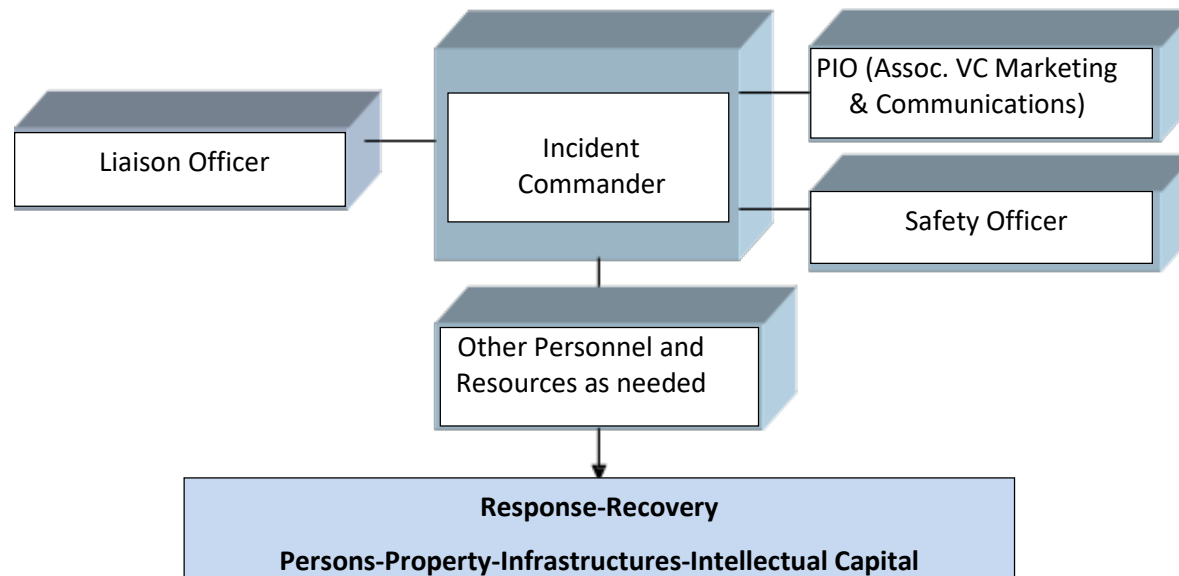 PIO (Assoc. VC Marketing
& Communications)
Liaison Officer
Incident
Commander
Safety Officer
Other Personnel and
Resources as needed
Response-Recovery
Persons-Property-Infrastructures-Intellectual Capital